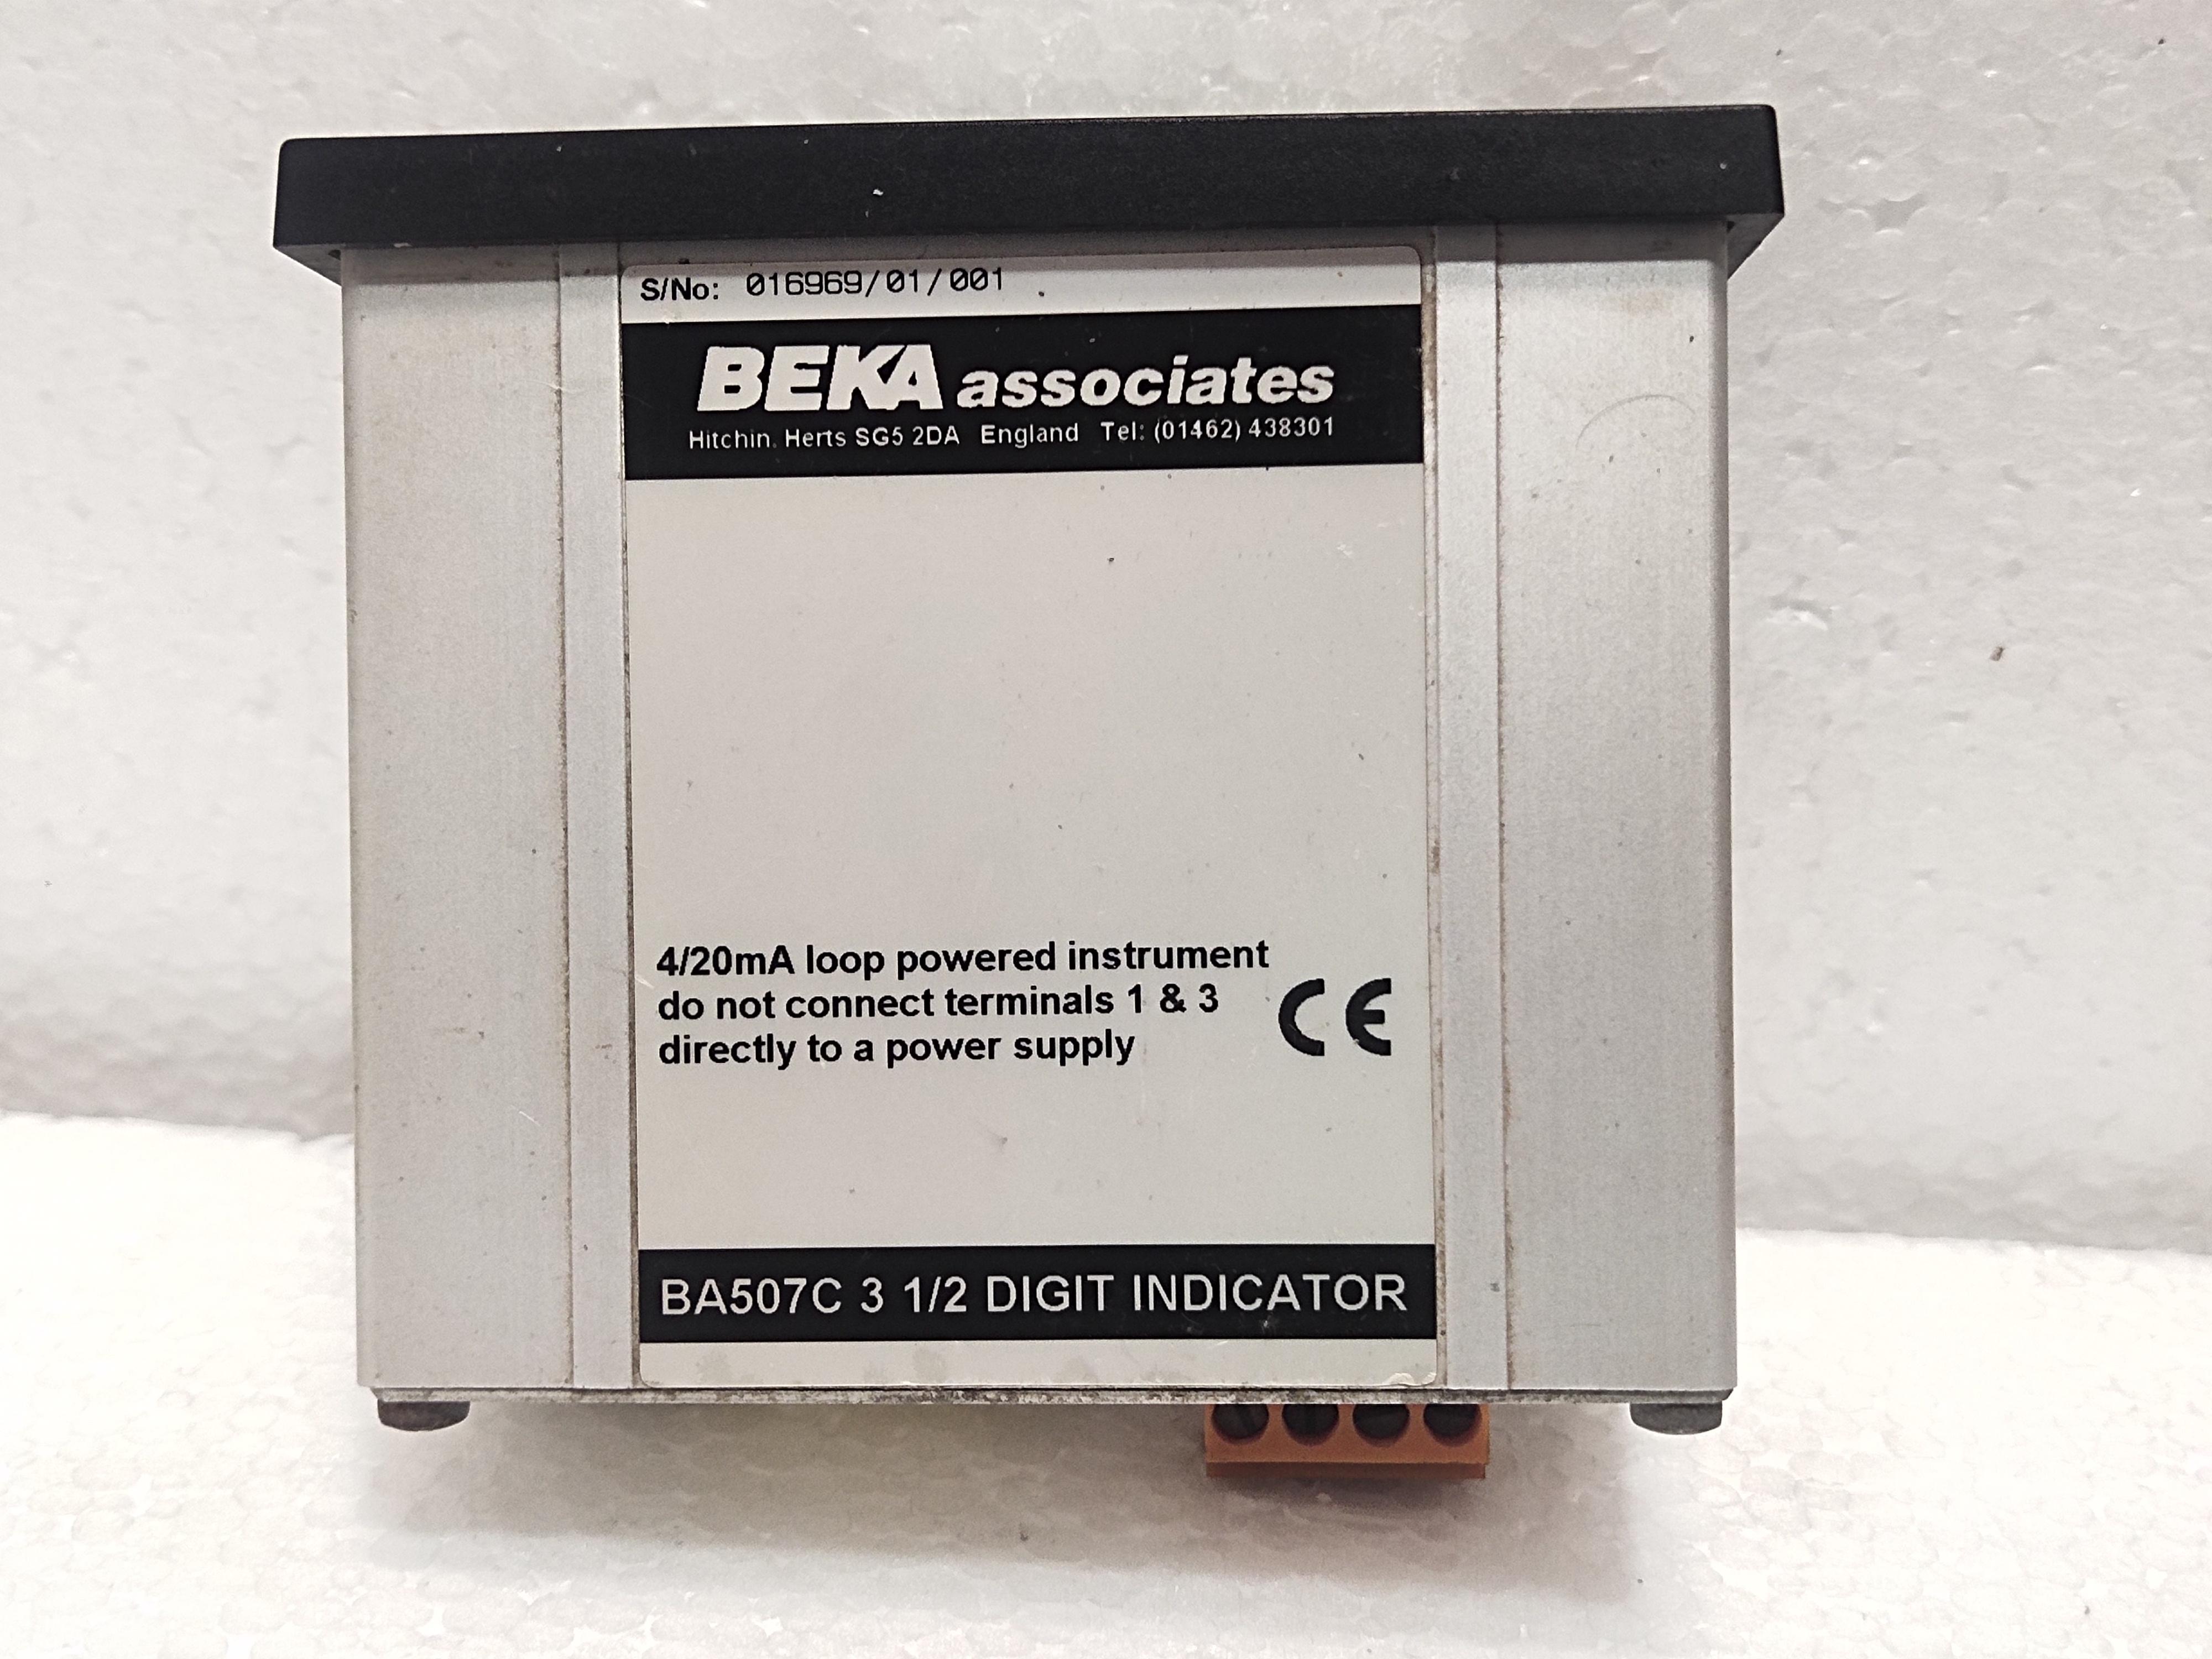 S/No: 016969/01/001
BEKA associates
Hitchin. Herts SG5 2DA England Tel: (01462) 438301
4/20mA loop powered instrument
do not connect terminals 1 & 3
directly to a power supply
CE
BA507C 3 1/2 DIGIT INDICATOR